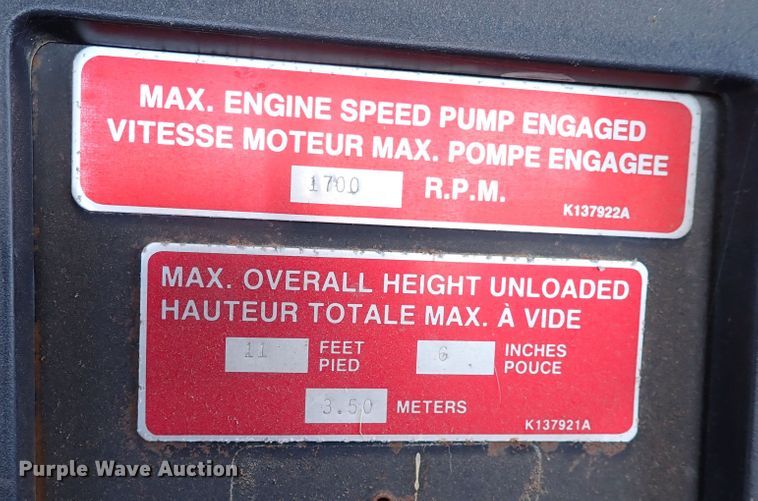 MAX. ENGINE SPEED PUMP ENGAGED
VITESSE MOTEUR MAX. POMPE ENGAGEE
1700 R.P.M.
K137922A
MAX. OVERALL HEIGHT UNLOADED
HAUTEUR TOTALE MAX. À VIDE
11 FEET 6 INCHES
PIED POUCE
3.50 METERS
K137921A
Purple Wave Auction